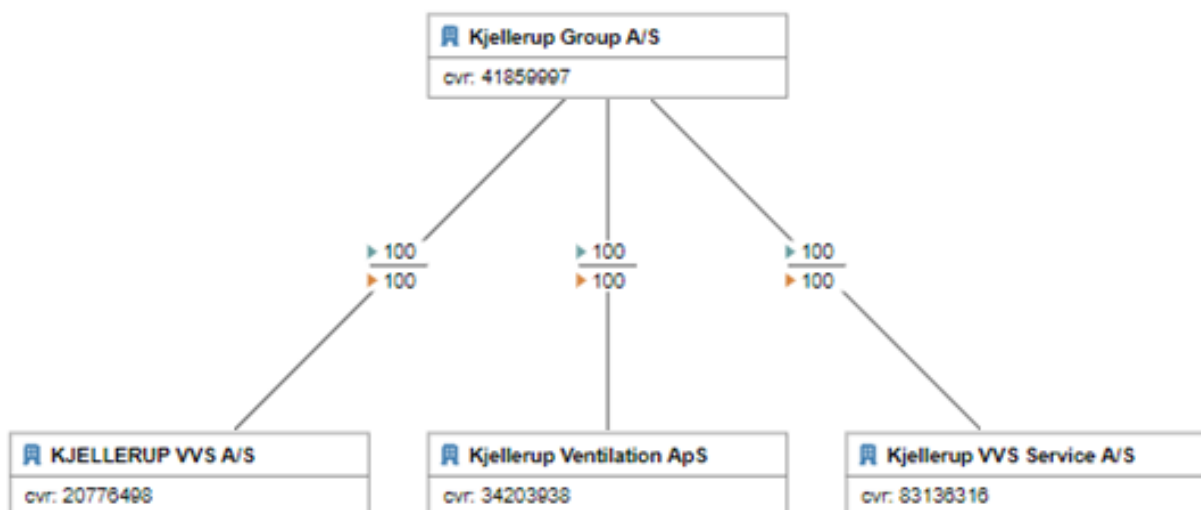 Kjellerup Group A/S
cvr: 41859997
100 100 100
100 100 100
KJELLERUP VVS A/S Kjellerup Ventilation ApS Kjellerup VVS Service A/S
cvr: 20776498 cvr: 34203938 cvr: 83136316